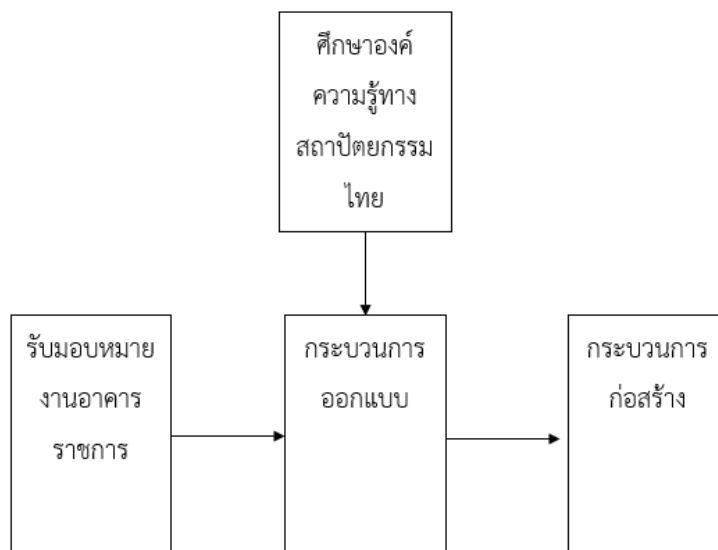 ศึกษาองค์
ความรู้ทาง
สถาปัตยกรรม
ไทย
รับมอบหมาย
งานอาคาร
ราชการ
กระบวนการ
ออกแบบ
กระบวนการ
ก่อสร้าง